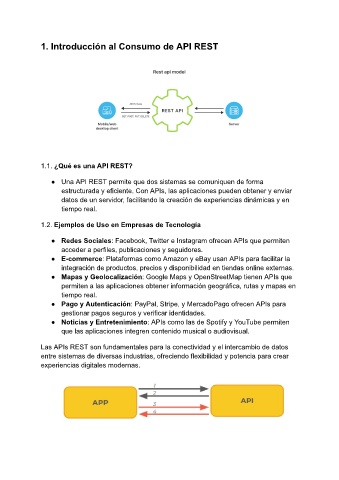 1. Introducción al Consumo de API REST
Rest api model
REST API
Mobile/web
desktop client
Server
1.1. ¿Qué es una API REST?
● Una API REST permite que dos sistemas se comuniquen de forma
estructurada y eficiente. Con APIs, las aplicaciones pueden obtener y enviar
datos de un servidor, facilitando la creación de experiencias dinámicas y en
tiempo real.
1.2. Ejemplos de Uso en Empresas de Tecnología
● Redes Sociales: Facebook, Twitter e Instagram ofrecen APIs que permiten
acceder a perfiles, publicaciones y seguidores.
● E-commerce: Plataformas como Amazon y eBay usan APIs para facilitar la
integración de productos, precios y disponibilidad en tiendas online externas.
● Mapas y Geolocalización: Google Maps y OpenStreetMap tienen APIs que
permiten a las aplicaciones obtener información geográfica, rutas y mapas en
tiempo real.
● Pago y Autenticación: PayPal, Stripe, y MercadoPago ofrecen APIs para
gestionar pagos seguros y verificar identidades.
● Noticias y Entretenimiento: APIs como las de Spotify y YouTube permiten
que las aplicaciones integren contenido musical o audiovisual.
Las APIs REST son fundamentales para la conectividad y el intercambio de datos
entre sistemas de diversas industrias, ofreciendo flexibilidad y potencia para crear
experiencias digitales modernas.
1
2
APP
3
API
4